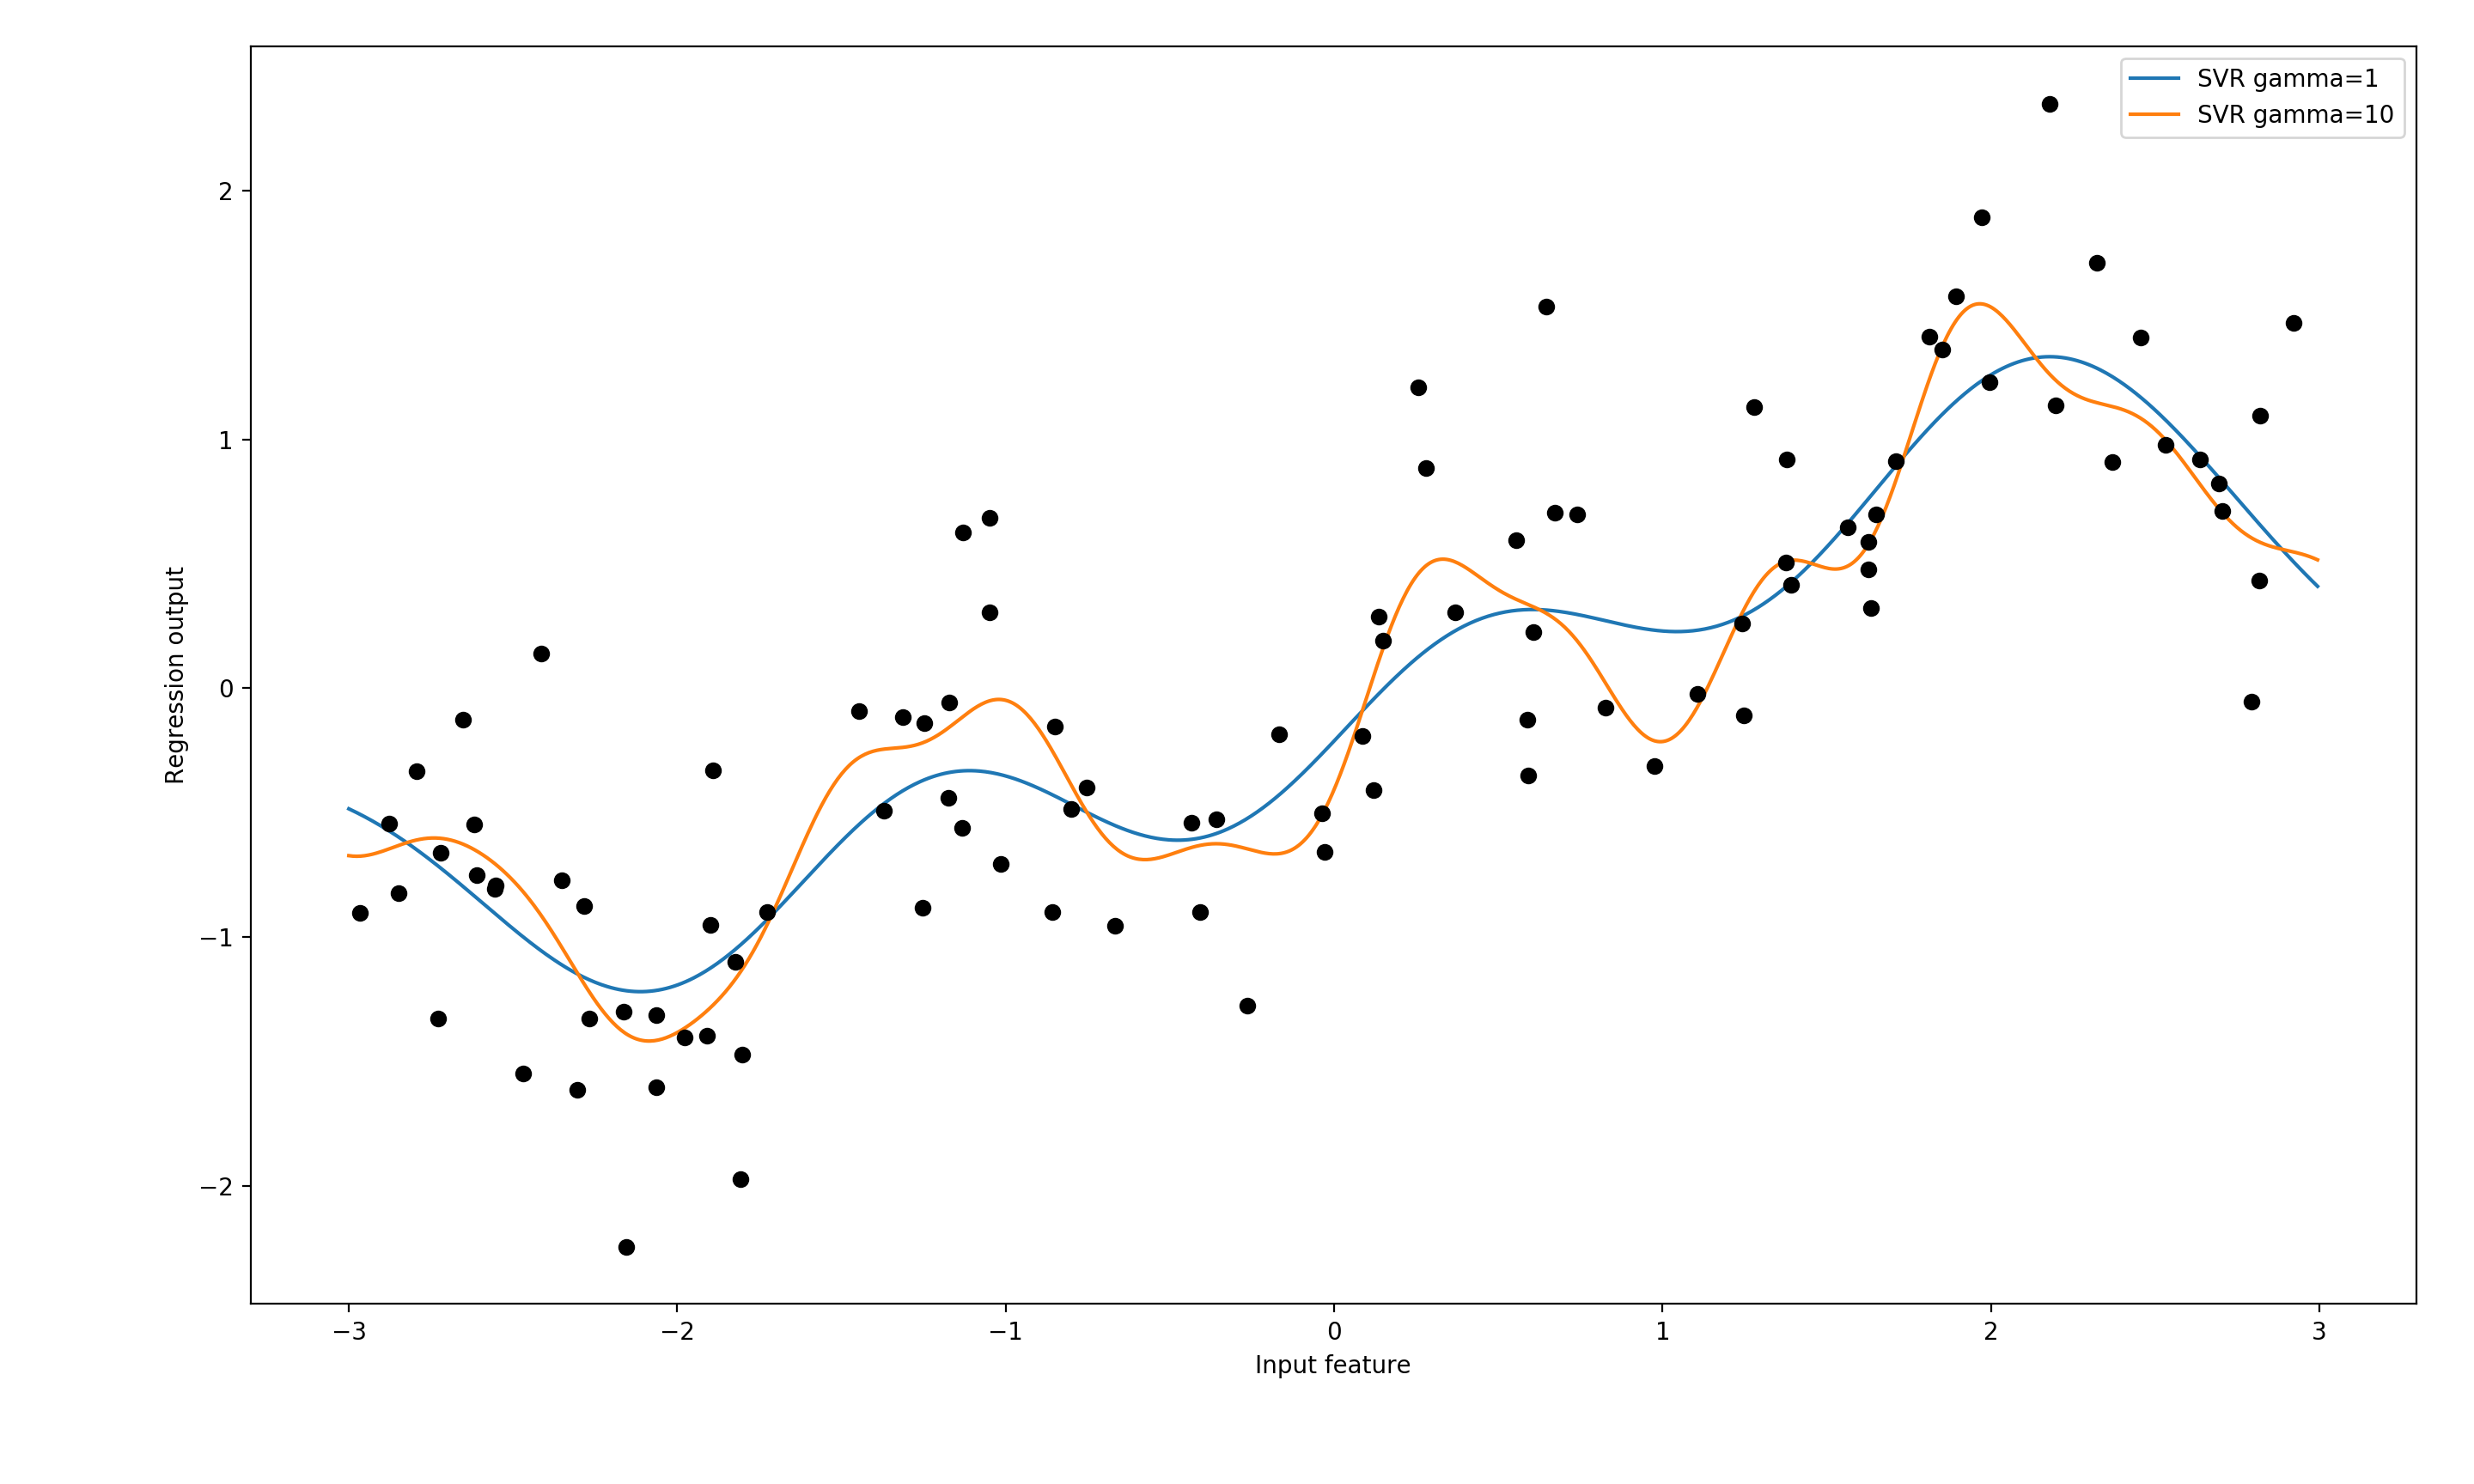 SVR gamma=1
SVR gamma=10
2
1
0
−1
−2
Regression output
−3 −2 −1 0 1 2 3
Input feature